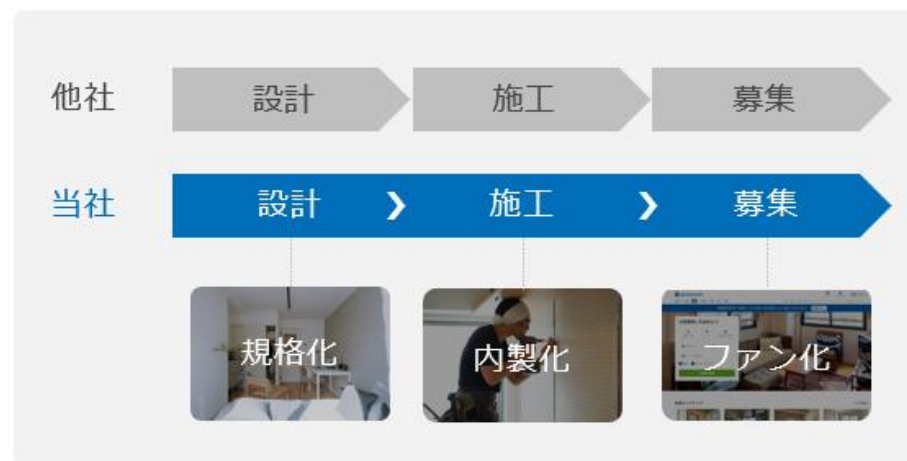 他社 設計 施工 募集
当社 設計 › 施工 › 募集
規格化 内製化 ファン化